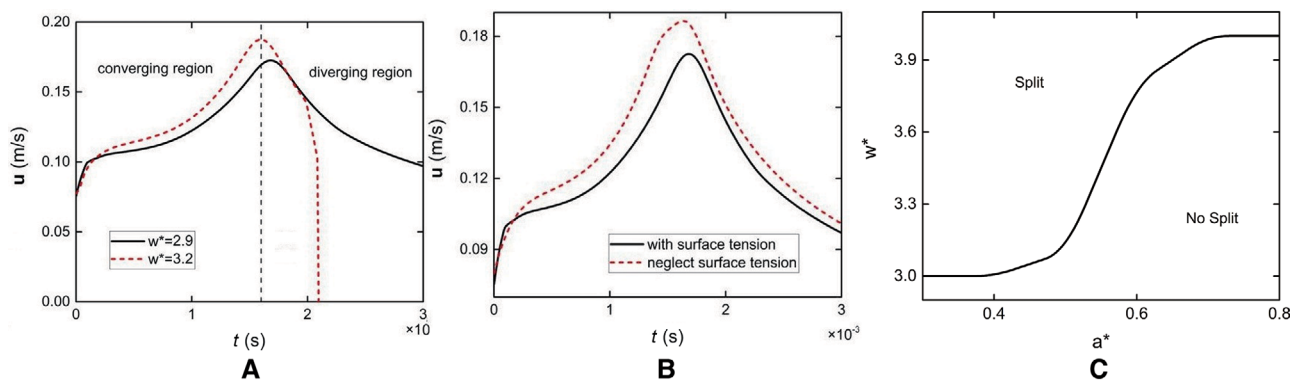 0.20
0.15
0.10
0.05
0.00
u (m/s)
converging region
diverging region
w*=2.9
w*=3.2
0
1
2
3
×10
t (s)
A
0.18
0.15
0.12
0.09
u (m/s)
with surface tension
neglect surface tension
0
1
2
3
×10⁻³
t (s)
B
3.9
3.6
3.3
3.0
w*
Split
No Split
0.4
0.6
0.8
a*
C